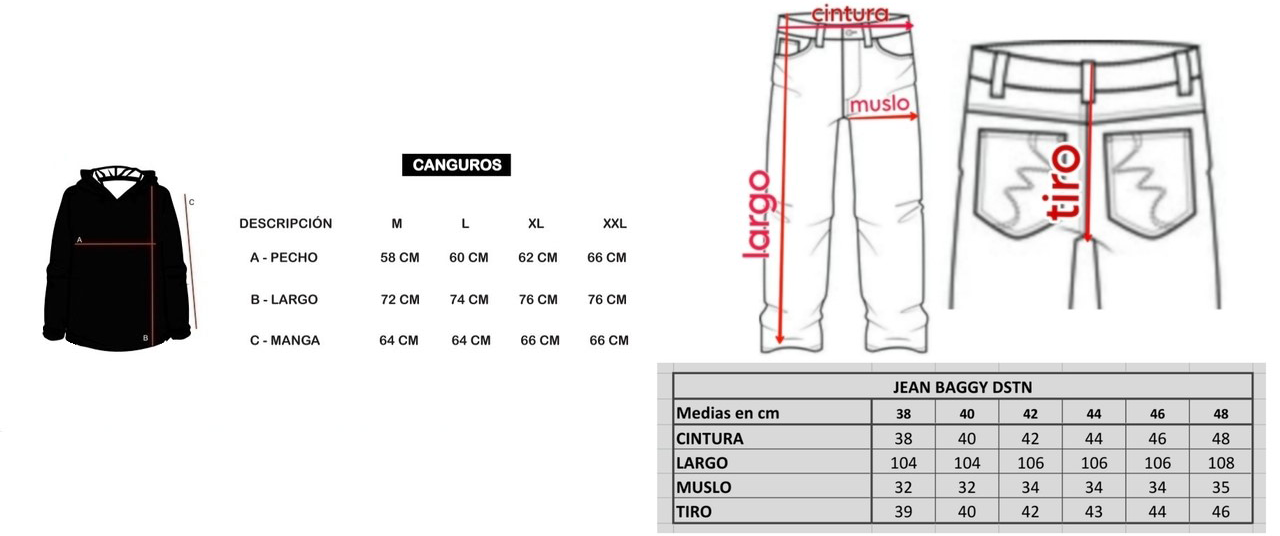 CANGUROS
DESCRIPCIÓN M L XL XXL
A - PECHO 58 CM 60 CM 62 CM 66 CM
B - LARGO 72 CM 74 CM 76 CM 76 CM
C - MANGA 64 CM 64 CM 66 CM 66 CM
A
B
C
cintura
muslo
largo
tiro
JEAN BAGGY DSTN
Medias en cm 38 40 42 44 46 48
CINTURA 38 40 42 44 46 48
LARGO 104 104 106 106 106 108
MUSLO 32 32 34 34 34 35
TIRO 39 40 42 43 44 46